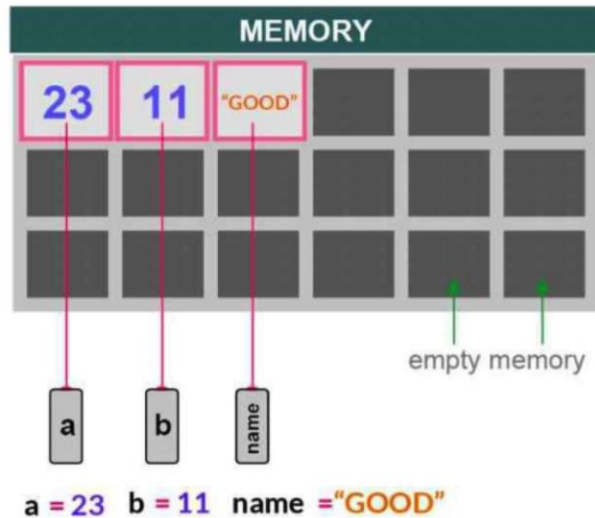 MEMORY
23 11 "GOOD"
empty memory
a b name
a = 23 b = 11 name =“GOOD”